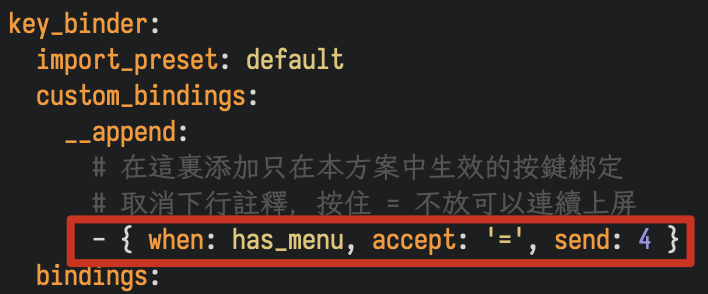 key_binder:
import_preset: default
custom_bindings:
__append:
# 在這裏添加只在本方案中生效的按鍵綁定
# 取消下行註釋，按住 = 不放可以連續上屏
- { when: has_menu, accept: '=', send: 4 }
bindings: